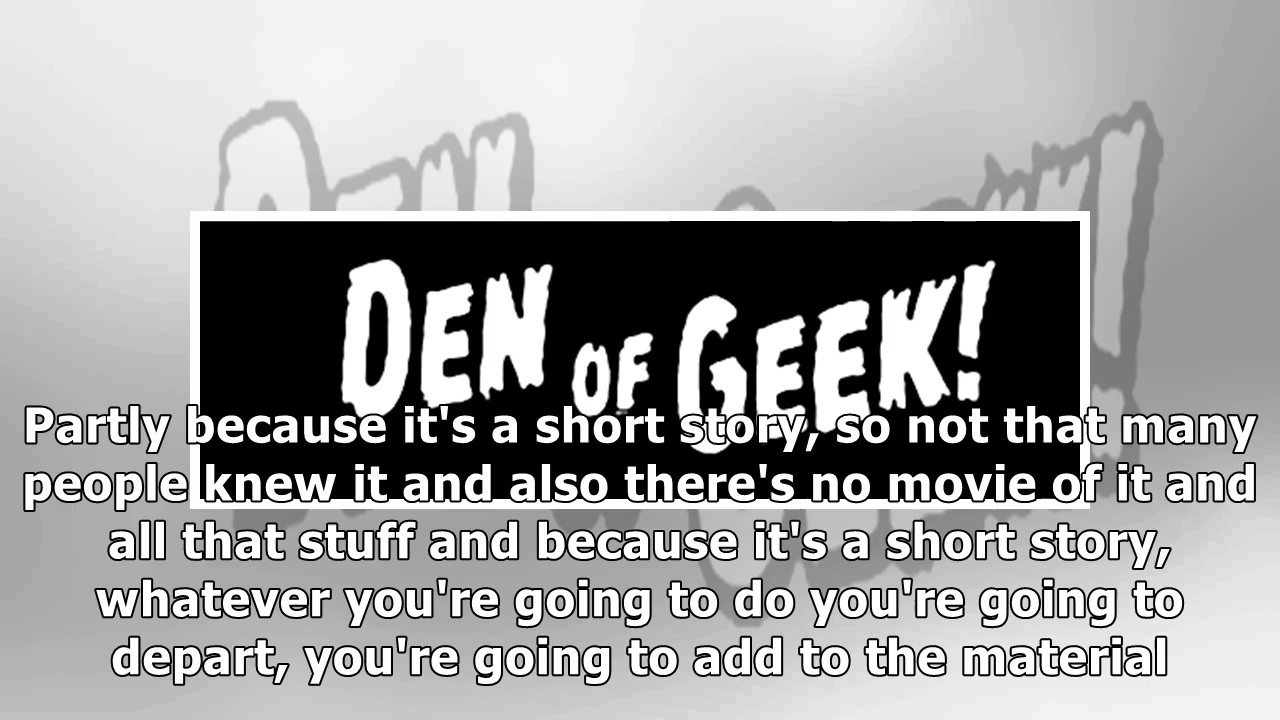 DEN OF GEEK!
Partly because it's a short story, so not that many
people knew it and also there's no movie of it and
all that stuff and because it's a short story,
whatever you're going to do you're going to
depart, you're going to add to the material